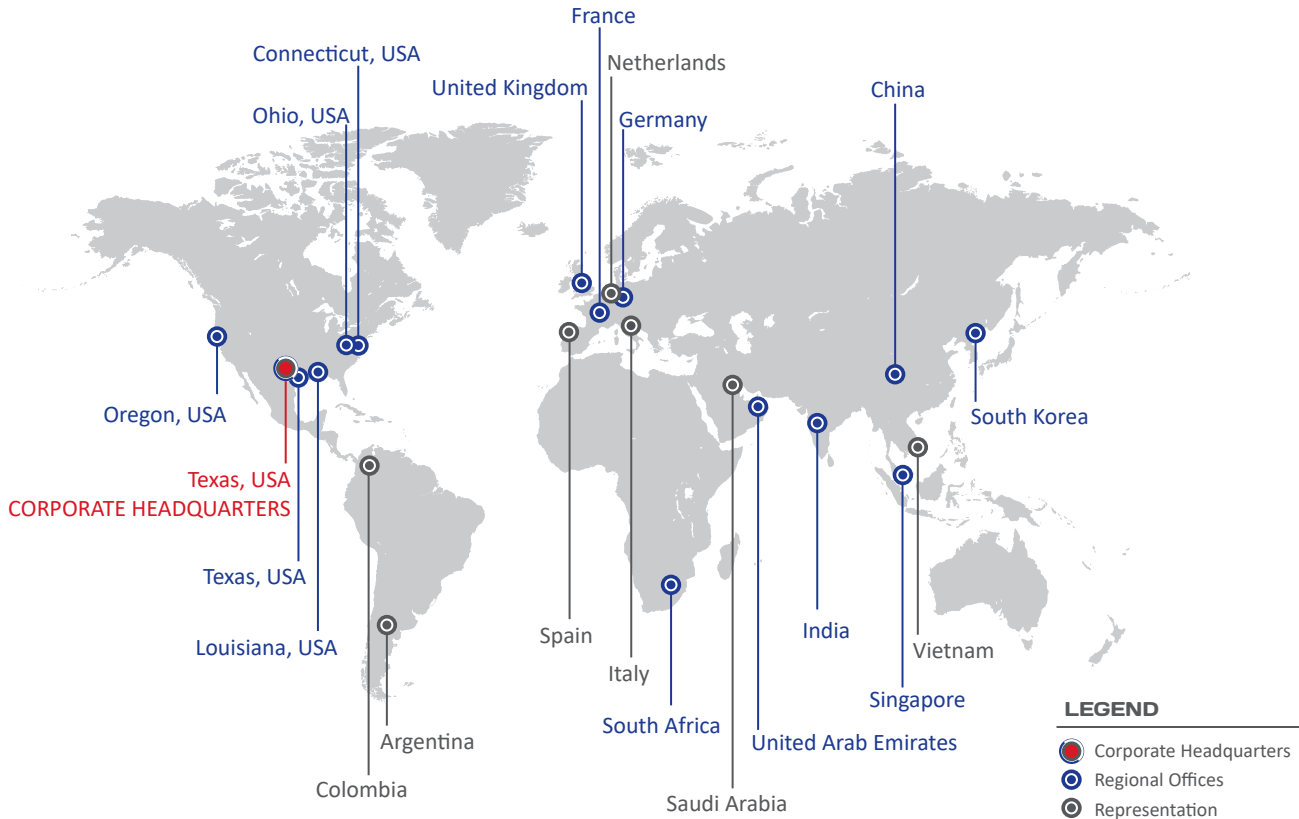 France
Connecticut, USA
Netherlands
United Kingdom
China
Ohio, USA
Germany
Oregon, USA
South Korea
Texas, USA
CORPORATE HEADQUARTERS
Texas, USA
Louisiana, USA
Spain
India
Vietnam
Italy
Singapore
South Africa
Argentina
United Arab Emirates
Colombia
Saudi Arabia
LEGEND
Corporate Headquarters
Regional Offices
Representation